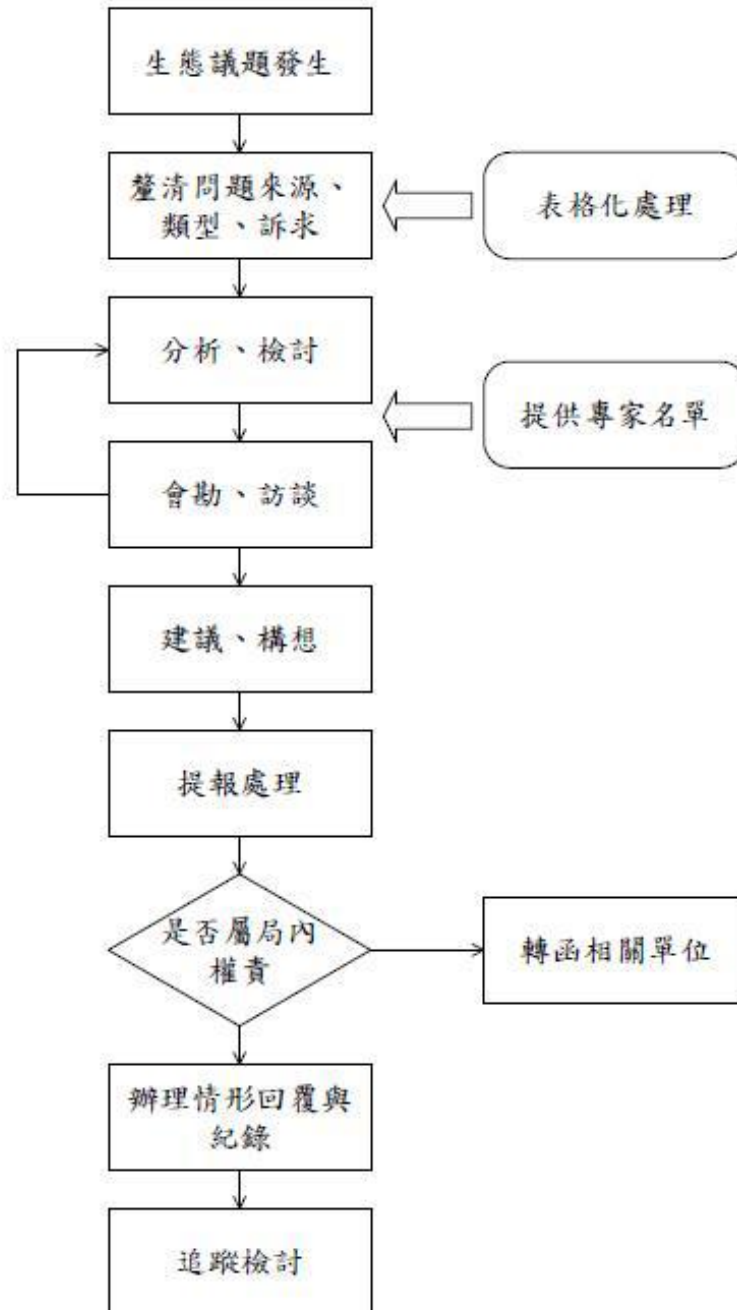 生態議題發生
釐清問題來源、
類型、訴求
表格化處理
分析、檢討
提供專家名單
會勘、訪談
建議、構想
提報處理
是否屬局內
權責
轉函相關單位
辦理情形回覆與
紀錄
追蹤檢討